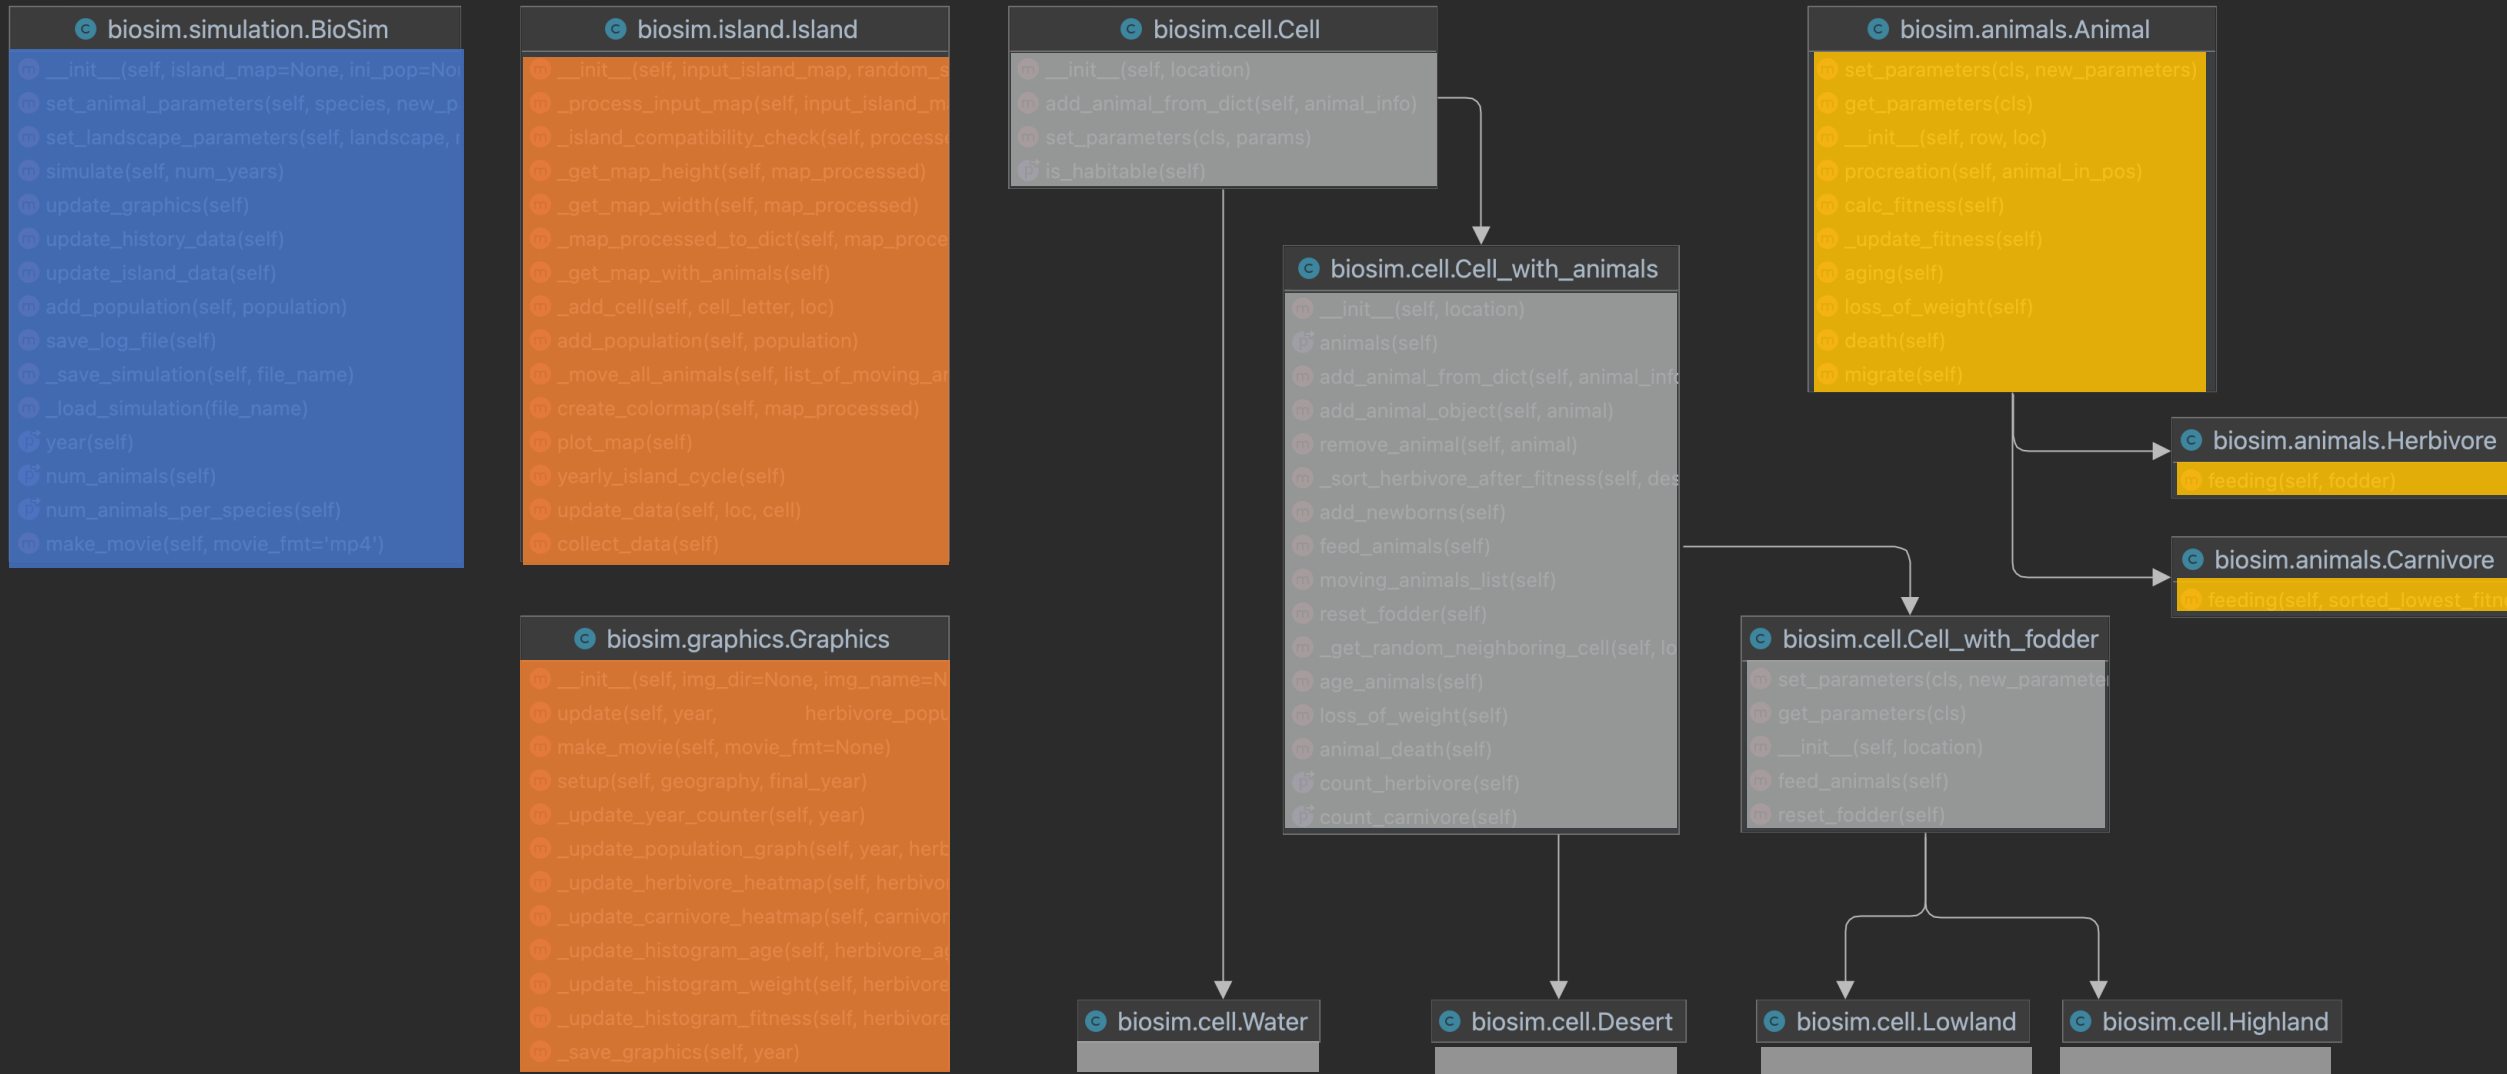 biosim.simulation.BioSim
__init__(self, island_map=None, ini_pop=Nor
set_animal_parameters(self, species, new_p
set_landscape_parameters(self, landscape, r
simulate(self, num_years)
update_graphics(self)
update_history_data(self)
update_island_data(self)
add_population(self, population)
save_log_file(self)
_save_simulation(self, file_name)
_load_simulation(file_name)
year(self)
num_animals(self)
num_animals_per_species(self)
make_movie(self, movie_fmt='mp4')
biosim.island.Island
__init__(self, input_island_map, random_s
_process_input_map(self, input_island_m
_island_compatibility_check(self, processe
_get_map_height(self, map_processed)
_get_map_width(self, map_processed)
_map_processed_to_dict(self, map_proce
_get_map_with_animals(self)
_add_cell(self, cell_letter, loc)
add_population(self, population)
_move_all_animals(self, list_of_moving_ar
create_colormap(self, map_processed)
plot_map(self)
yearly_island_cycle(self)
update_data(self, loc, cell)
collect_data(self)
biosim.graphics.Graphics
__init__(self, img_dir=None, img_name=N
update(self, year, herbivore_popu
make_movie(self, movie_fmt=None)
setup(self, geography, final_year)
_update_year_counter(self, year)
_update_population_graph(self, year, herb
_update_herbivore_heatmap(self, herbivor
_update_carnivore_heatmap(self, carnivor
_update_histogram_age(self, herbivore_ag
_update_histogram_weight(self, herbivore
_update_histogram_fitness(self, herbivore
_save_graphics(self, year)
biosim.cell.Cell
__init__(self, location)
add_animal_from_dict(self, animal_info)
set_parameters(cls, params)
is_habitable(self)
biosim.cell.Cell_with_animals
__init__(self, location)
animals(self)
add_animal_from_dict(self, animal_info
add_animal_object(self, animal)
remove_animal(self, animal)
_sort_herbivore_after_fitness(self, des
add_newborns(self)
feed_animals(self)
moving_animals_list(self)
reset_fodder(self)
_get_random_neighboring_cell(self, lo
age_animals(self)
loss_of_weight(self)
animal_death(self)
count_herbivore(self)
count_carnivore(self)
biosim.animals.Animal
set_parameters(cls, new_parameters)
get_parameters(cls)
__init__(self, row, loc)
procreation(self, animal_in_pos)
calc_fitness(self)
_update_fitness(self)
aging(self)
loss_of_weight(self)
death(self)
migrate(self)
biosim.animals.Herbivore
feeding(self, fodder)
biosim.animals.Carnivore
feeding(self, sorted_lowest_fitne
biosim.cell.Cell_with_fodder
set_parameters(cls, new_parameter
get_parameters(cls)
__init__(self, location)
feed_animals(self)
reset_fodder(self)
biosim.cell.Water
biosim.cell.Desert
biosim.cell.Lowland
biosim.cell.Highland